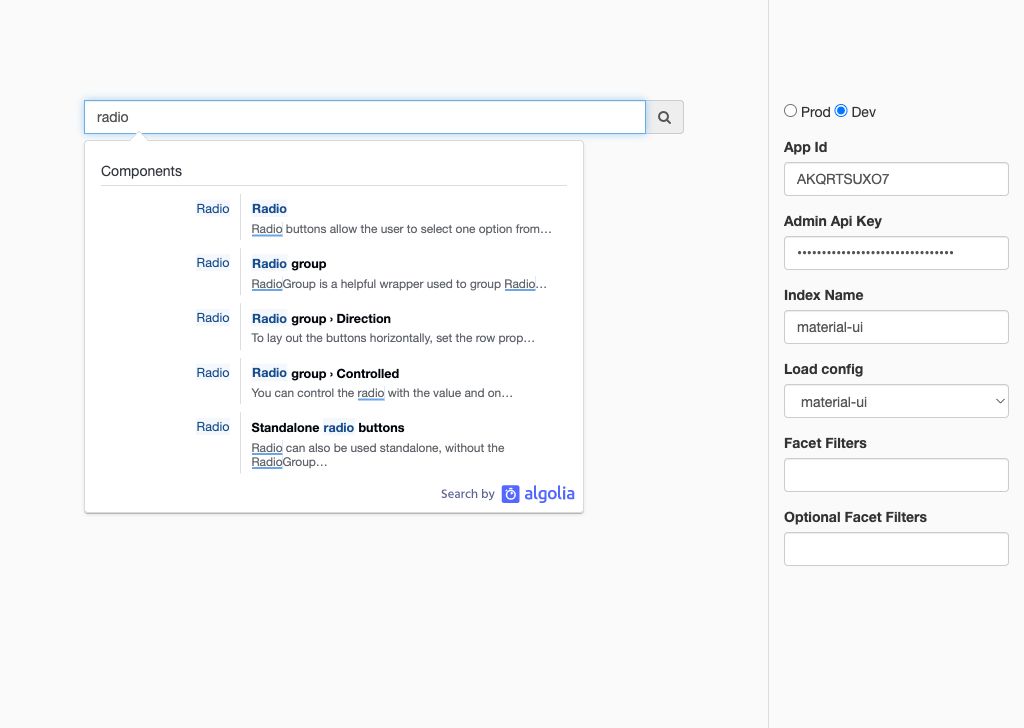 radio
Components
Radio
Radio
Radio buttons allow the user to select one option from...
Radio
Radio group
RadioGroup is a helpful wrapper used to group Radio...
Radio
Radio group › Direction
To lay out the buttons horizontally, set the row prop...
Radio
Radio group › Controlled
You can control the radio with the value and on...
Radio
Standalone radio buttons
Radio can also be used standalone, without the
RadioGroup...
Search by algolia
Prod Dev
App Id
AKQRTSUXO7
Admin Api Key
Index Name
material-ui
Load config
material-ui
Facet Filters
Optional Facet Filters